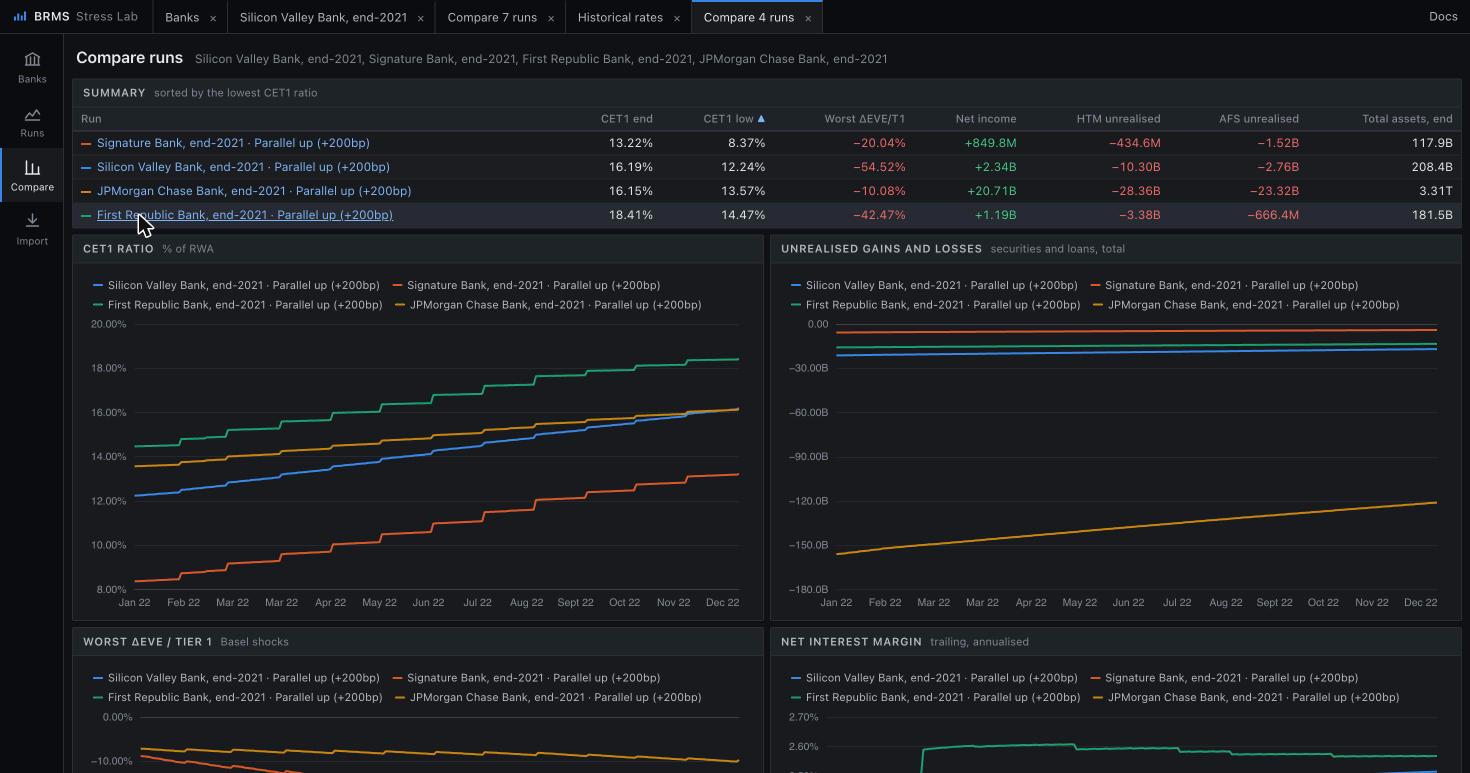 BRMS Stress Lab Banks × Silicon Valley Bank, end-2021 × Compare 7 runs × Historical rates × Compare 4 runs × Docs
Banks
Runs
Compare
Import
Compare runs Silicon Valley Bank, end-2021, Signature Bank, end-2021, First Republic Bank, end-2021, JPMorgan Chase Bank, end-2021
SUMMARY sorted by the lowest CET1 ratio
Run CET1 end CET1 low ▲ Worst ΔEVE/T1 Net income HTM unrealised AFS unrealised Total assets, end
Signature Bank, end-2021 · Parallel up (+200bp) 13.22% 8.37% −20.04% +849.8M −434.6M −1.52B 117.9B
Silicon Valley Bank, end-2021 · Parallel up (+200bp) 16.19% 12.24% −54.52% +2.34B −10.30B −2.76B 208.4B
JPMorgan Chase Bank, end-2021 · Parallel up (+200bp) 16.15% 13.57% −10.08% +20.71B −28.36B −23.32B 3.31T
First Republic Bank, end-2021 · Parallel up (+200bp) 18.41% 14.47% −42.47% +1.19B −3.38B −666.4M 181.5B
CET1 RATIO % of RWA
Silicon Valley Bank, end-2021 · Parallel up (+200bp) Signature Bank, end-2021 · Parallel up (+200bp)
First Republic Bank, end-2021 · Parallel up (+200bp) JPMorgan Chase Bank, end-2021 · Parallel up (+200bp)
20.00%
18.00%
16.00%
14.00%
12.00%
10.00%
8.00%
Jan 22 Feb 22 Mar 22 Mar 22 Apr 22 May 22 Jun 22 Jul 22 Aug 22 Sept 22 Oct 22 Nov 22 Dec 22
UNREALISED GAINS AND LOSSES securities and loans, total
Silicon Valley Bank, end-2021 · Parallel up (+200bp) Signature Bank, end-2021 · Parallel up (+200bp)
First Republic Bank, end-2021 · Parallel up (+200bp) JPMorgan Chase Bank, end-2021 · Parallel up (+200bp)
0.00
−30.00B
−60.00B
−90.00B
−120.0B
−150.0B
−180.0B
Jan 22 Feb 22 Mar 22 Mar 22 Apr 22 May 22 Jun 22 Jul 22 Aug 22 Sept 22 Oct 22 Nov 22 Dec 22
WORST ΔEVE / TIER 1 Basel shocks
Silicon Valley Bank, end-2021 · Parallel up (+200bp) Signature Bank, end-2021 · Parallel up (+200bp)
First Republic Bank, end-2021 · Parallel up (+200bp) JPMorgan Chase Bank, end-2021 · Parallel up (+200bp)
0.00%
−10.00%
NET INTEREST MARGIN trailing, annualised
Silicon Valley Bank, end-2021 · Parallel up (+200bp) Signature Bank, end-2021 · Parallel up (+200bp)
First Republic Bank, end-2021 · Parallel up (+200bp) JPMorgan Chase Bank, end-2021 · Parallel up (+200bp)
2.70%
2.60%